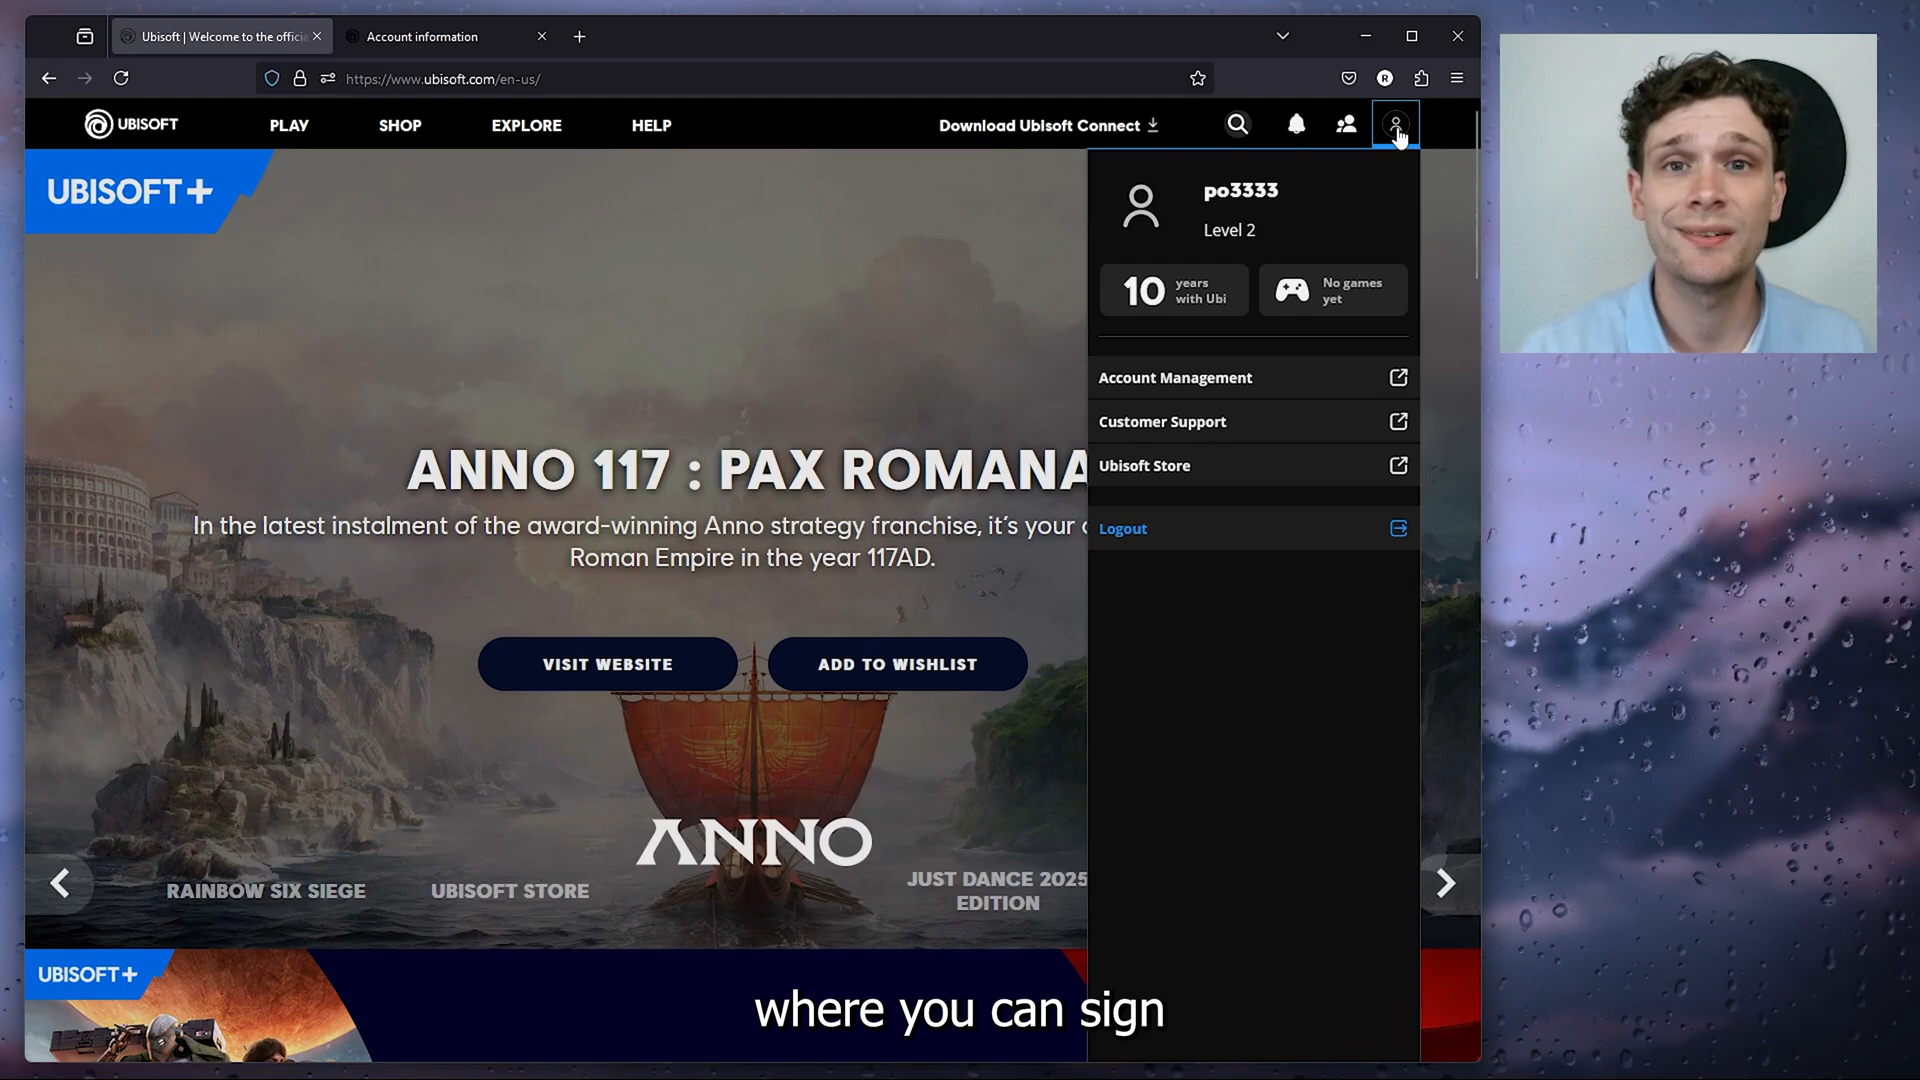 Ubisoft | Welcome to the officia
Account information
https://www.ubisoft.com/en-us/
R
UBISOFT
PLAY
SHOP
EXPLORE
HELP
Download Ubisoft Connect
UBISOFT+
po3333
Level 2
10 years
with Ubi
No games
yet
Account Management
Customer Support
Ubisoft Store
Logout
ANNO 117 : PAX ROMANA
In the latest instalment of the award-winning Anno strategy franchise, it's your
Roman Empire in the year 117AD.
VISIT WEBSITE
ADD TO WISHLIST
ANNO
RAINBOW SIX SIEGE
UBISOFT STORE
JUST DANCE 2025
EDITION
UBISOFT+
where you can sign